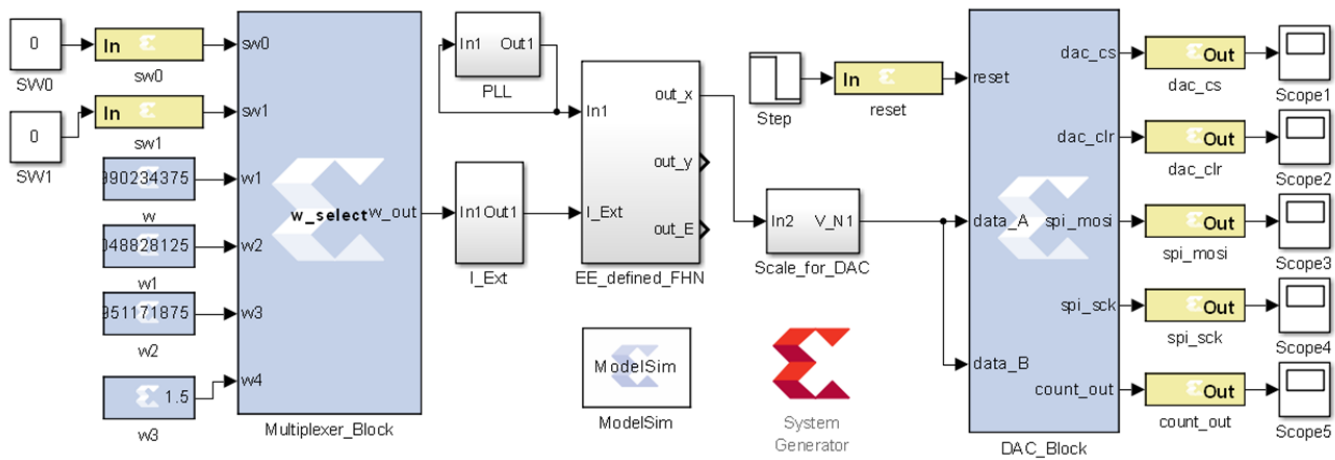 0
SW0
In
sw0
0
SW1
In
sw1
w
w1
w2
1.5
w3
sw0
sw1
w1
w2
w3
w4
w_select
w_out
Multiplexer_Block
In1 Out1
PLL
In1 Out1
I_Ext
In1
I_Ext
out_x
out_y
out_E
EE_defined_FHN
ModelSim
ModelSim
Step
In
reset
In2 V_N1
Scale_for_DAC
System
Generator
reset
data_A
data_B
dac_cs
dac_clr
spi_mosi
spi_sck
count_out
DAC_Block
Out
dac_cs
Scope1
Out
dac_clr
Scope2
Out
spi_mosi
Scope3
Out
spi_sck
Scope4
Out
count_out
Scope5